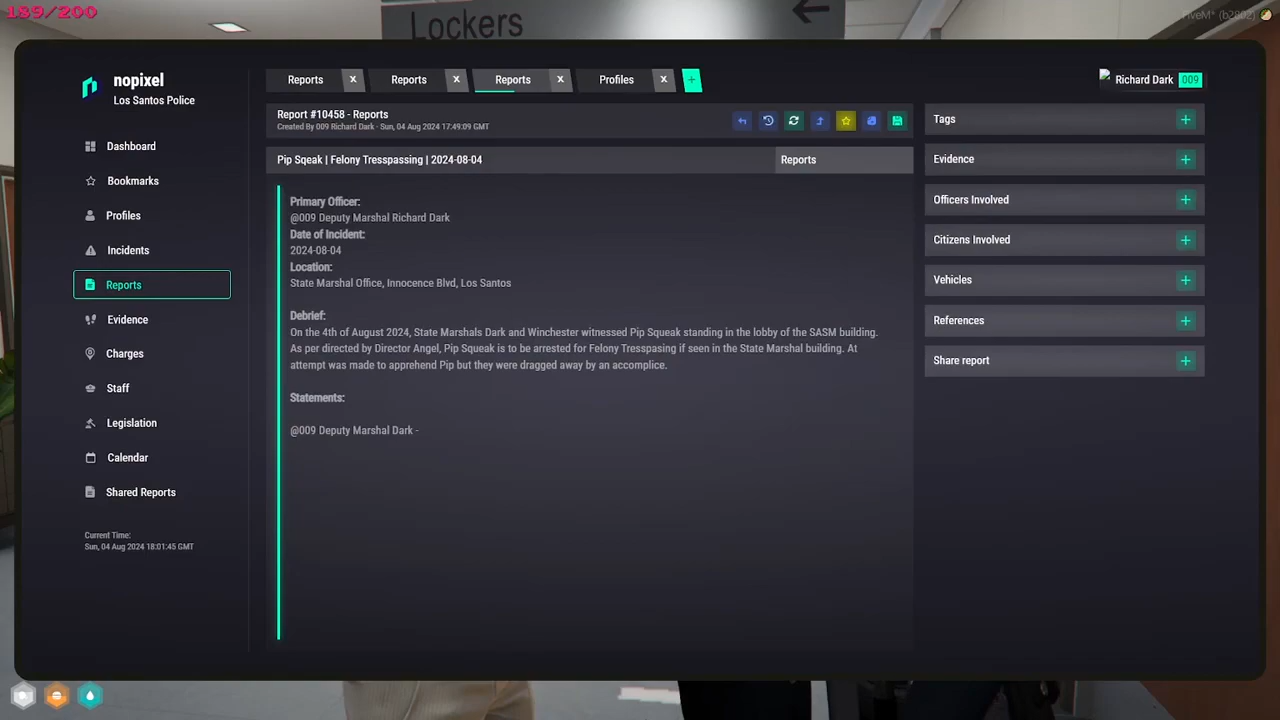 189/200
Lockers
FiveM* (b2802)
nopixel
Los Santos Police
Reports x Reports x Reports x Profiles x +
Richard Dark 009
Dashboard
Bookmarks
Profiles
Incidents
Reports
Evidence
Charges
Staff
Legislation
Calendar
Shared Reports
Current Time:
Sun, 04 Aug 2024 18:01:45 GMT
Report #10458 - Reports
Created By 009 Richard Dark - Sun, 04 Aug 2024 17:49:09 GMT
Pip Sqeak | Felony Tresspassing | 2024-08-04
Reports
Primary Officer:
@009 Deputy Marshal Richard Dark
Date of Incident:
2024-08-04
Location:
State Marshal Office, Innocence Blvd, Los Santos
Debrief:
On the 4th of August 2024, State Marshals Dark and Winchester witnessed Pip Squeak standing in the lobby of the SASM building.
As per directed by Director Angel, Pip Squeak is to be arrested for Felony Tresspasing if seen in the State Marshal building. At
attempt was made to apprehend Pip but they were dragged away by an accomplice.
Statements:
@009 Deputy Marshal Dark -
Tags +
Evidence +
Officers Involved +
Citizens Involved +
Vehicles +
References +
Share report +